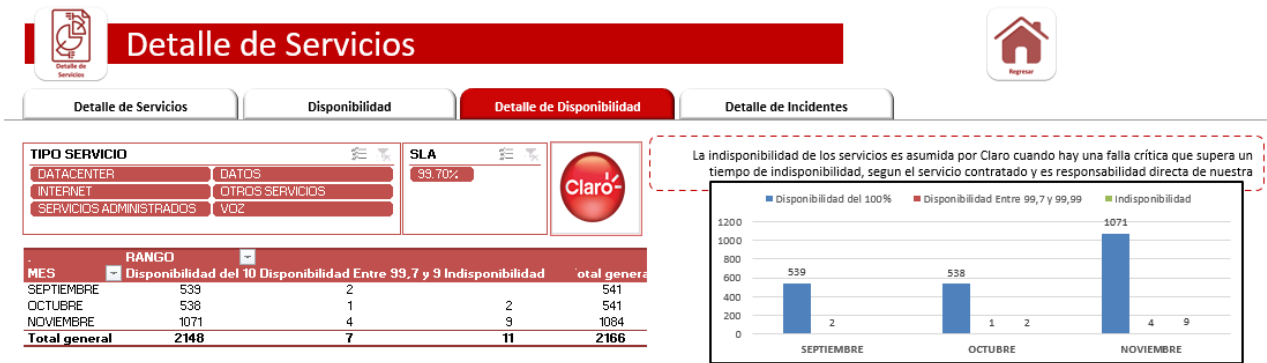 Detalle de Servicios
Detalle de
Servicios
Regresar
Detalle de Servicios
Disponibilidad
Detalle de Disponibilidad
Detalle de Incidentes
TIPO SERVICIO
DATACENTER DATOS
INTERNET OTROS SERVICIOS
SERVICIOS ADMINISTRADOS VOZ
SLA
99.70%
Claro
La indisponibilidad de los servicios es asumida por Claro cuando hay una falla crítica que supera un
tiempo de indisponibilidad, segun el servicio contratado y es responsabilidad directa de nuestra
. RANGO
MES Disponibilidad del 10 Disponibilidad Entre 99,7 y 9 Indisponibilidad otal genera
SEPTIEMBRE 539 2 541
OCTUBRE 538 1 2 541
NOVIEMBRE 1071 4 9 1084
Total general 2148 7 11 2166
Disponibilidad del 100% Disponibilidad Entre 99,7 y 99,99 Indisponibilidad
1200
1000
800
600
400
200
0
539
2
538
1
2
1071
4
9
SEPTIEMBRE
OCTUBRE
NOVIEMBRE